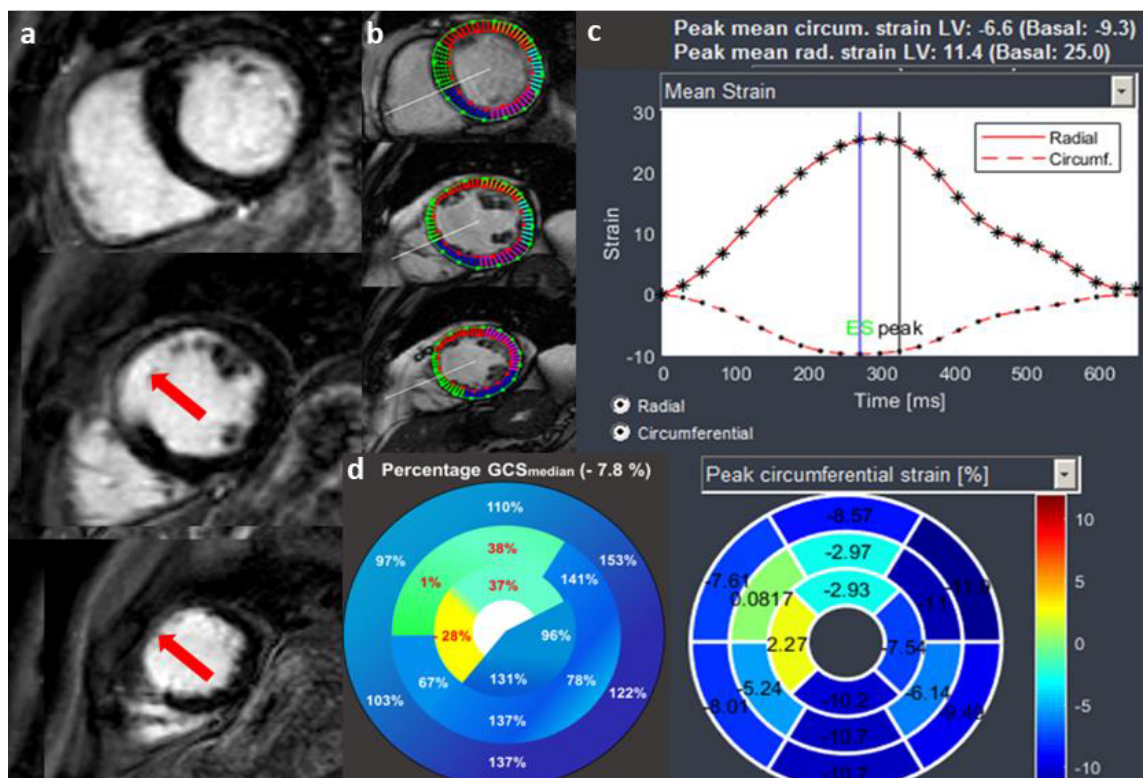 a
b
c
Peak mean circum. strain LV: -6.6 (Basal: -9.3)
Peak mean rad. strain LV: 11.4 (Basal: 25.0)
Mean Strain
30
20
10
0
-10
Strain
Radial
Circumf.
ES peak
0 100 200 300 400 500 600
Time [ms]
Radial
Circumferential
d
Percentage GCSmedian (- 7.8 %)
110%
97%
153%
38%
141%
1%
37%
- 28%
96%
67%
131%
78%
103%
122%
137%
137%
Peak circumferential strain [%]
-8.57
-2.97
-7.61
0.0817
-2.93
2.27
-7.54
-5.24
-6.14
-8.01
-9.49
-10.2
-10.7
10
5
0
-5
-10